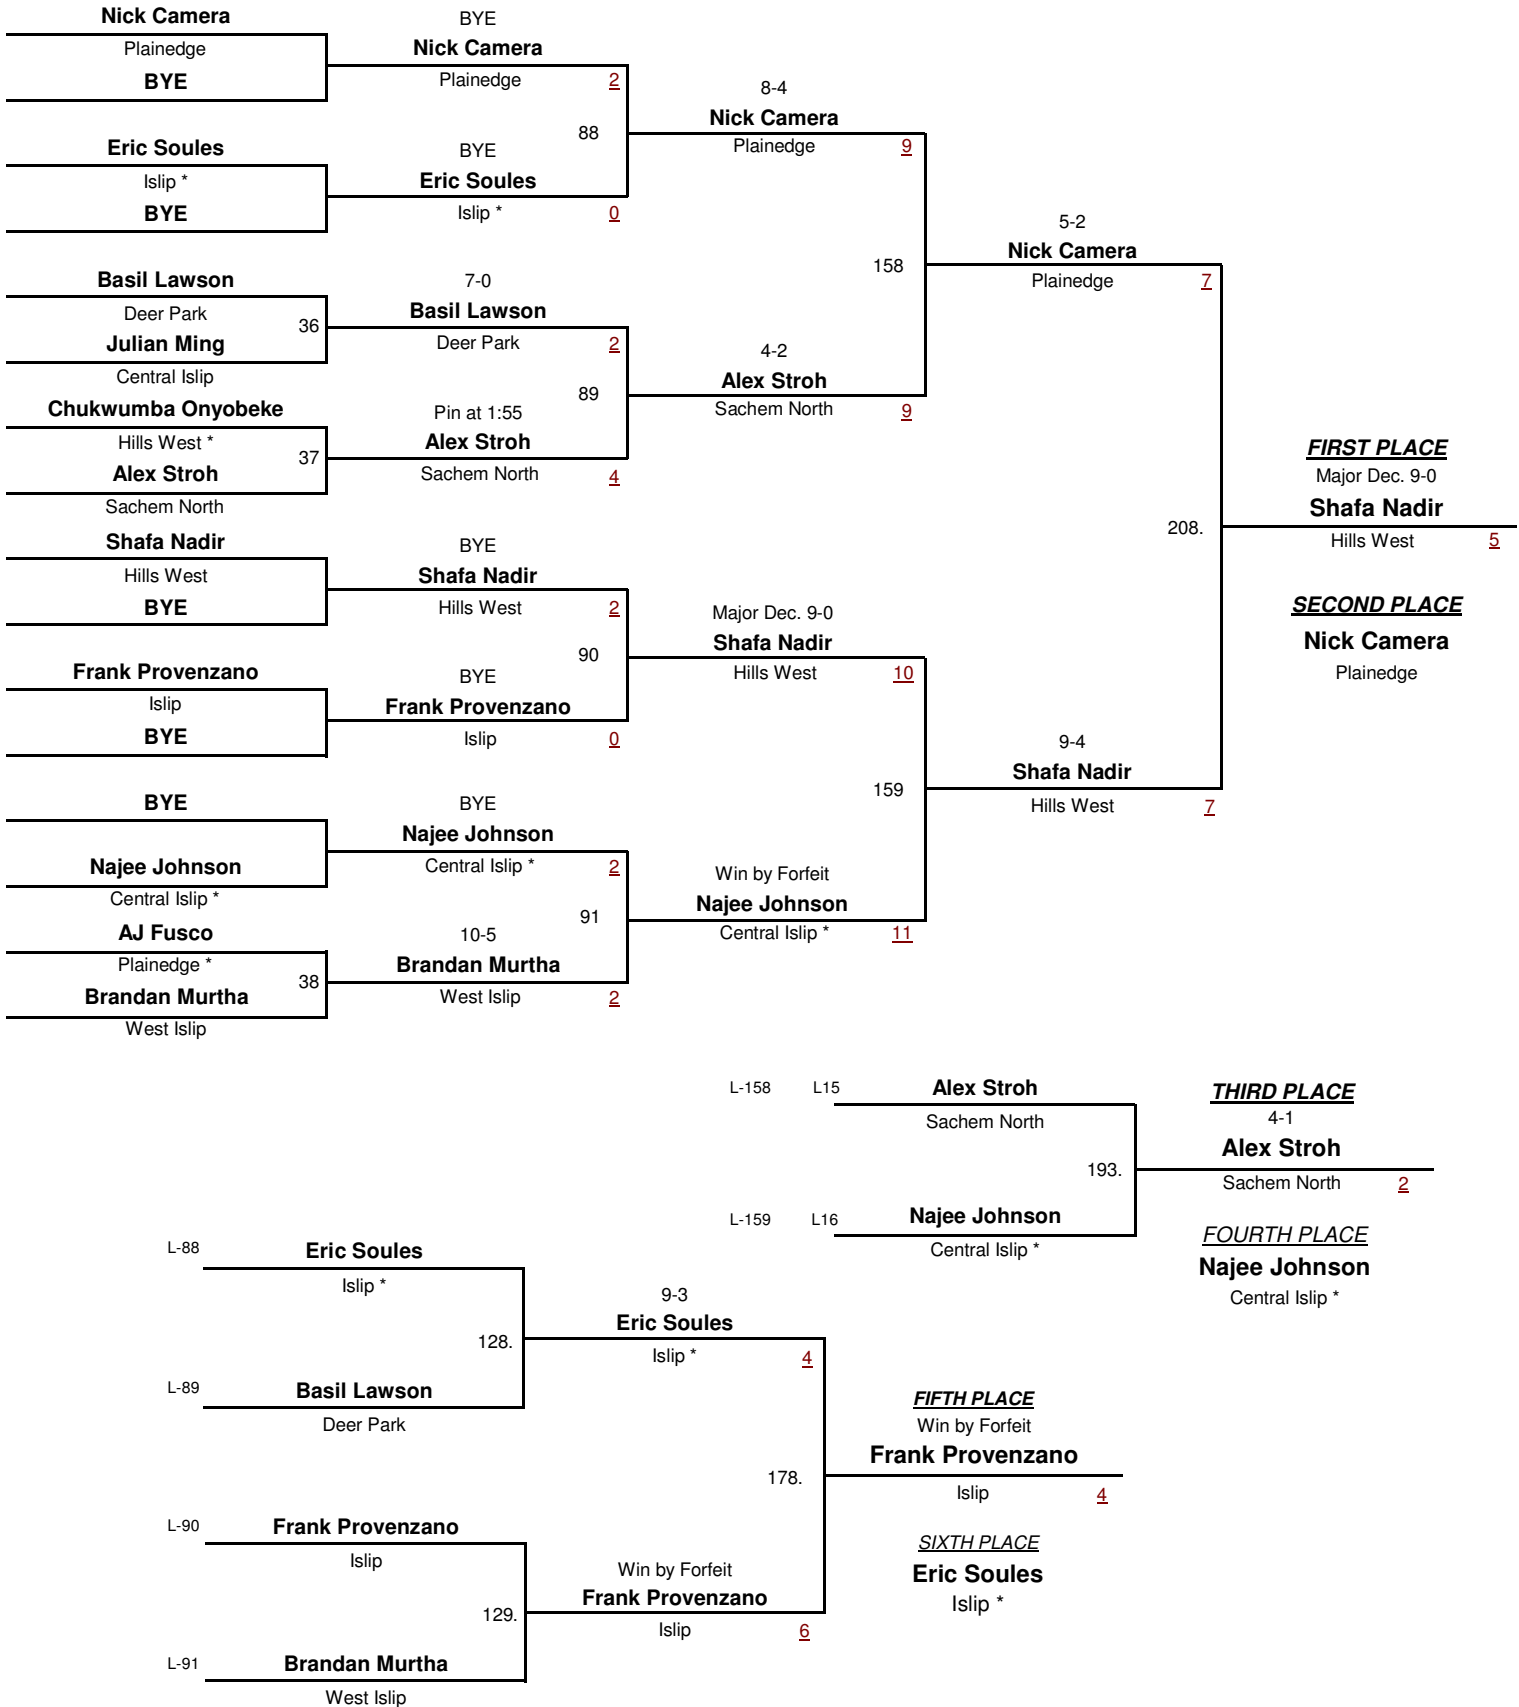 Nick Camera
Plainedge
BYE
Eric Soules
Islip *
BYE
Basil Lawson
Deer Park
36
Julian Ming
Central Islip
Chukwumba Onyobeke
Hills West *
37
Alex Stroh
Sachem North
Shafa Nadir
Hills West
BYE
Frank Provenzano
Islip
BYE
BYE
Najee Johnson
Central Islip *
AJ Fusco
Plainedge *
38
Brandan Murtha
West Islip
BYE
Nick Camera
Plainedge 2
88
BYE
Eric Soules
Islip * 0
7-0
Basil Lawson
Deer Park 2
89
Pin at 1:55
Alex Stroh
Sachem North 4
BYE
Shafa Nadir
Hills West 2
90
BYE
Frank Provenzano
Islip 0
BYE
Najee Johnson
Central Islip * 2
91
10-5
Brandan Murtha
West Islip 2
8-4
Nick Camera
Plainedge 9
158
4-2
Alex Stroh
Sachem North 9
Major Dec. 9-0
Shafa Nadir
Hills West 10
159
Win by Forfeit
Najee Johnson
Central Islip * 11
5-2
Nick Camera
Plainedge 7
208.
9-4
Shafa Nadir
Hills West 7
FIRST PLACE
Major Dec. 9-0
Shafa Nadir
Hills West 5
SECOND PLACE
Nick Camera
Plainedge
L-158 L15 Alex Stroh
Sachem North
193.
L-159 L16 Najee Johnson
Central Islip *
THIRD PLACE
4-1
Alex Stroh
Sachem North 2
FOURTH PLACE
Najee Johnson
Central Islip *
L-88 Eric Soules
Islip *
128.
L-89 Basil Lawson
Deer Park
L-90 Frank Provenzano
Islip
129.
L-91 Brandan Murtha
West Islip
9-3
Eric Soules
Islip * 4
178.
Win by Forfeit
Frank Provenzano
Islip 6
FIFTH PLACE
Win by Forfeit
Frank Provenzano
Islip 4
SIXTH PLACE
Eric Soules
Islip *